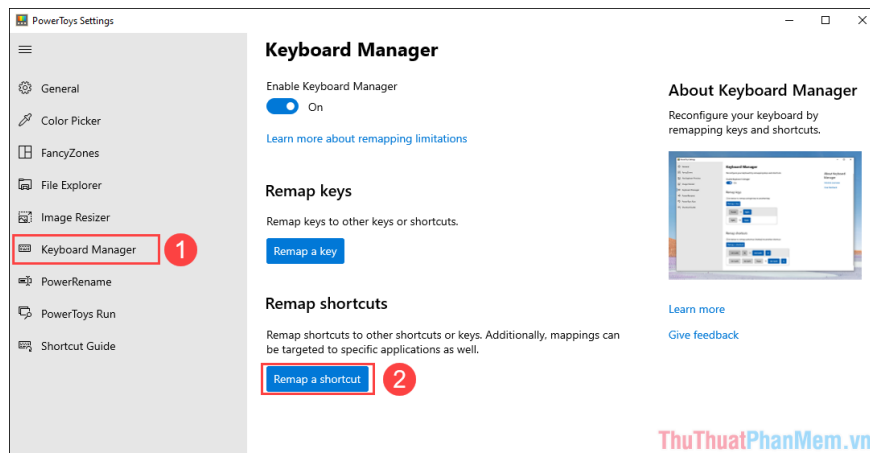 PowerToys Settings
General
Color Picker
FancyZones
File Explorer
Image Resizer
Keyboard Manager
1
PowerRename
PowerToys Run
Shortcut Guide
Keyboard Manager
Enable Keyboard Manager
On
Learn more about remapping limitations
Remap keys
Remap keys to other keys or shortcuts.
Remap a key
Remap shortcuts
Remap shortcuts to other shortcuts or keys. Additionally, mappings can
be targeted to specific applications as well.
Remap a shortcut
2
About Keyboard Manager
Reconfigure your keyboard by
remapping keys and shortcuts.
Learn more
Give feedback
ThuThuatPhanMem.vn